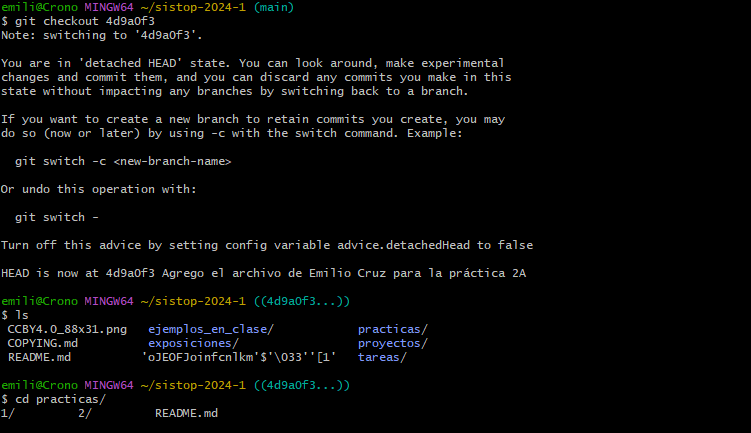 emili@Crono MINGW64 ~/sistop-2024-1 (main)
$ git checkout 4d9a0f3
Note: switching to '4d9a0f3'.
You are in 'detached HEAD' state. You can look around, make experimental
changes and commit them, and you can discard any commits you make in this
state without impacting any branches by switching back to a branch.
If you want to create a new branch to retain commits you create, you may
do so (now or later) by using -c with the switch command. Example:
git switch -c <new-branch-name>
Or undo this operation with:
git switch -
Turn off this advice by setting config variable advice.detachedHead to false
HEAD is now at 4d9a0f3 Agrego el archivo de Emilio Cruz para la práctica 2A
emili@Crono MINGW64 ~/sistop-2024-1 ((4d9a0f3...))
$ ls
CCBY4.0_88x31.png ejemplos_en_clase/ practicas/
COPYING.md exposiciones/ proyectos/
README.md 'oJEOFJoinfcnlkm'$'\033''[1' tareas/
emili@Crono MINGW64 ~/sistop-2024-1 ((4d9a0f3...))
$ cd practicas/
1/ 2/ README.md